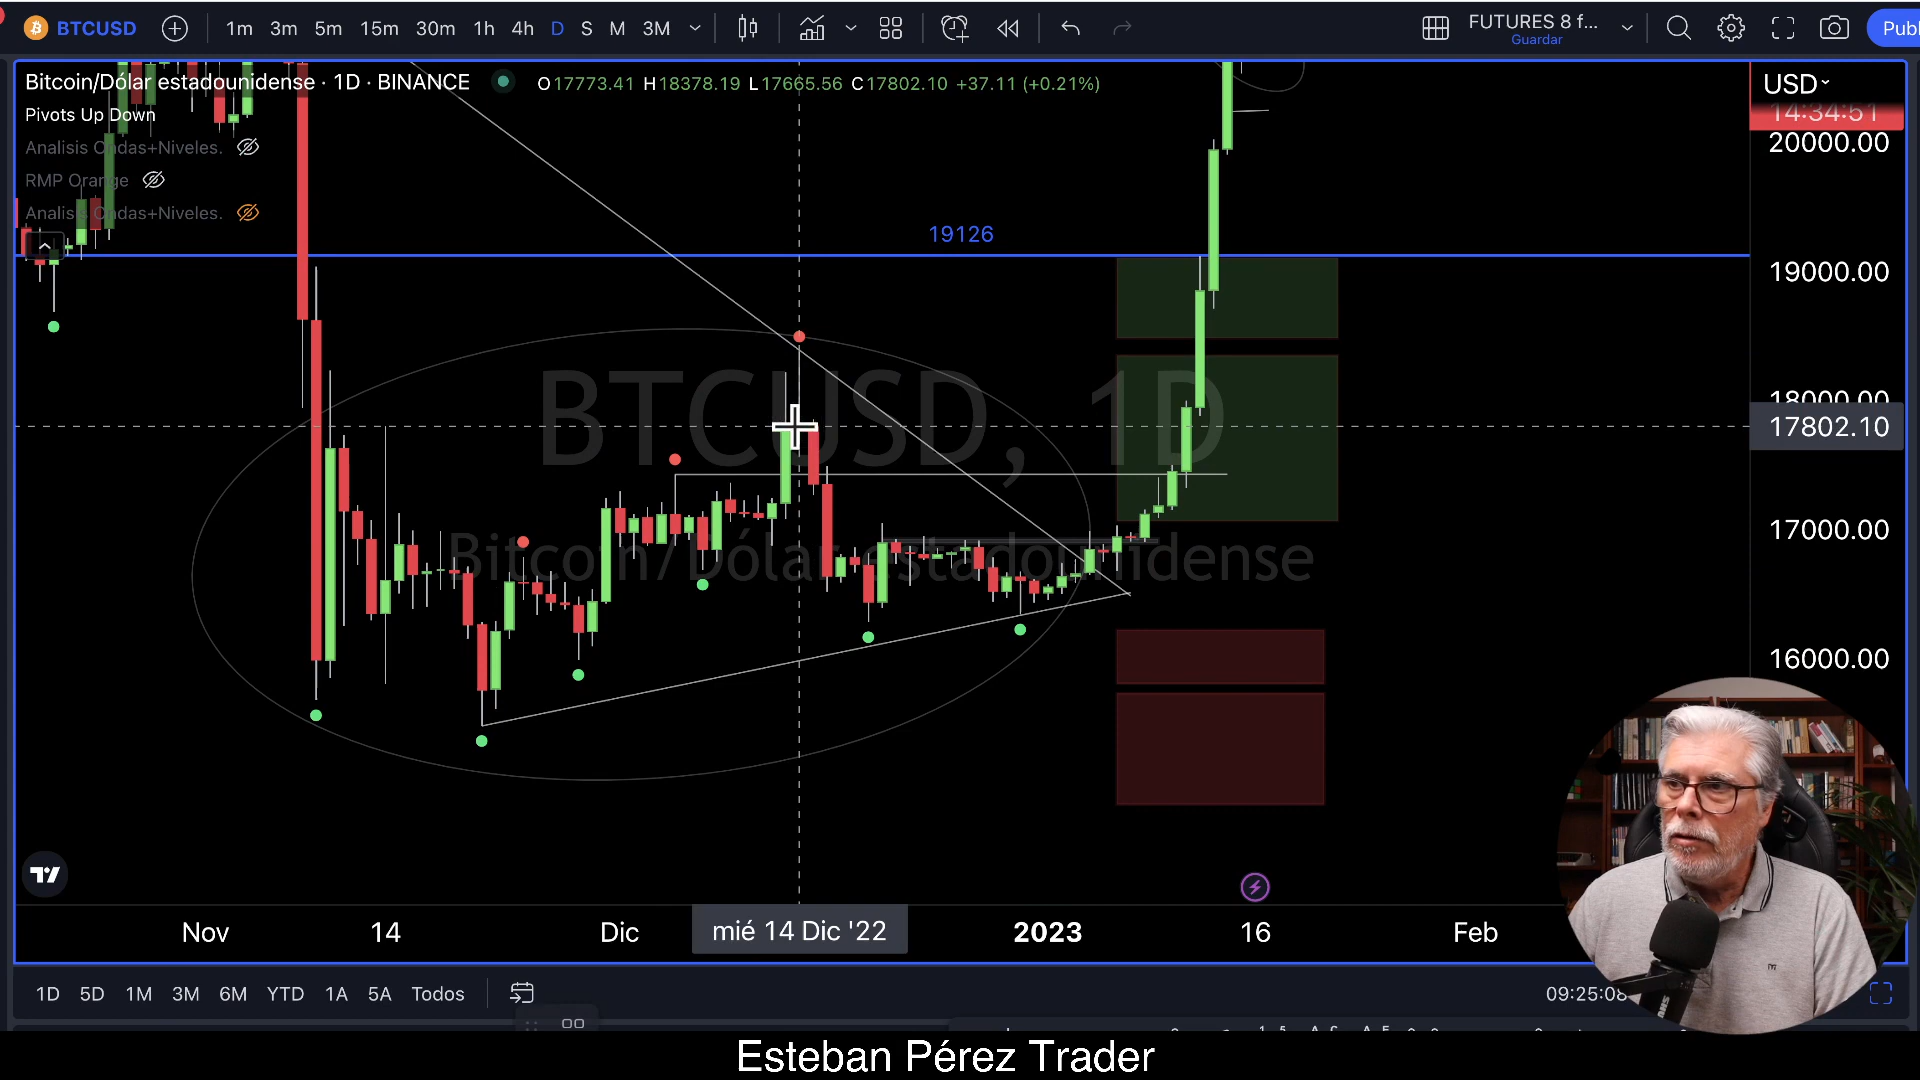 BTCUSD 1m 3m 5m 15m 30m 1h 4h D S M 3M FUTURES 8 f... Guardar Publ
Bitcoin/Dólar estadounidense · 1D · BINANCE O17773.41 H18378.19 L17665.56 C17802.10 +37.11 (+0.21%)
USD
Pivots Up Down
14:34:51
20000.00
Analisis Ondas+Niveles.
RMP Orange
Analisis Ondas+Niveles.
19126
19000.00
BTCUSD, 1D
18000.00
17802.10
Bitcoin/Dólar estadounidense
17000.00
16000.00
Nov 14 Dic mié 14 Dic '22 2023 16 Feb
1D 5D 1M 3M 6M YTD 1A 5A Todos 09:25:08
Esteban Pérez Trader